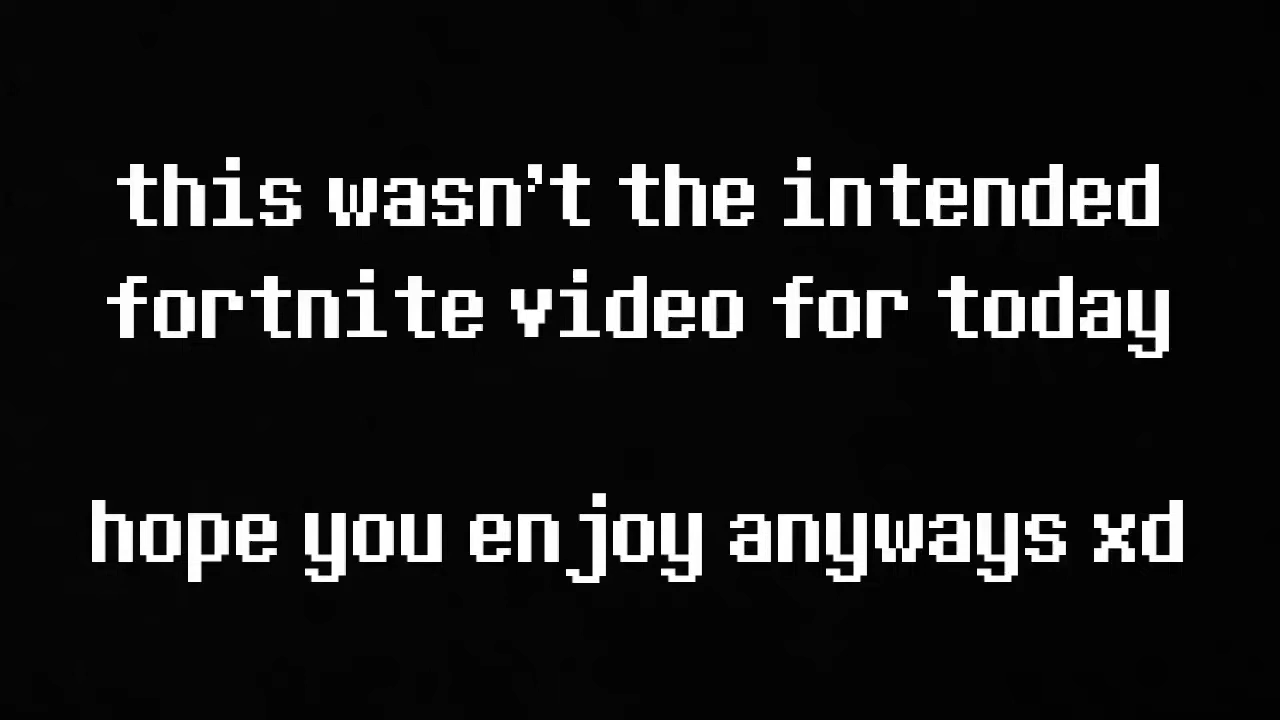 this wasn't the intended
fortnite video for today
hope you enjoy anyways xd